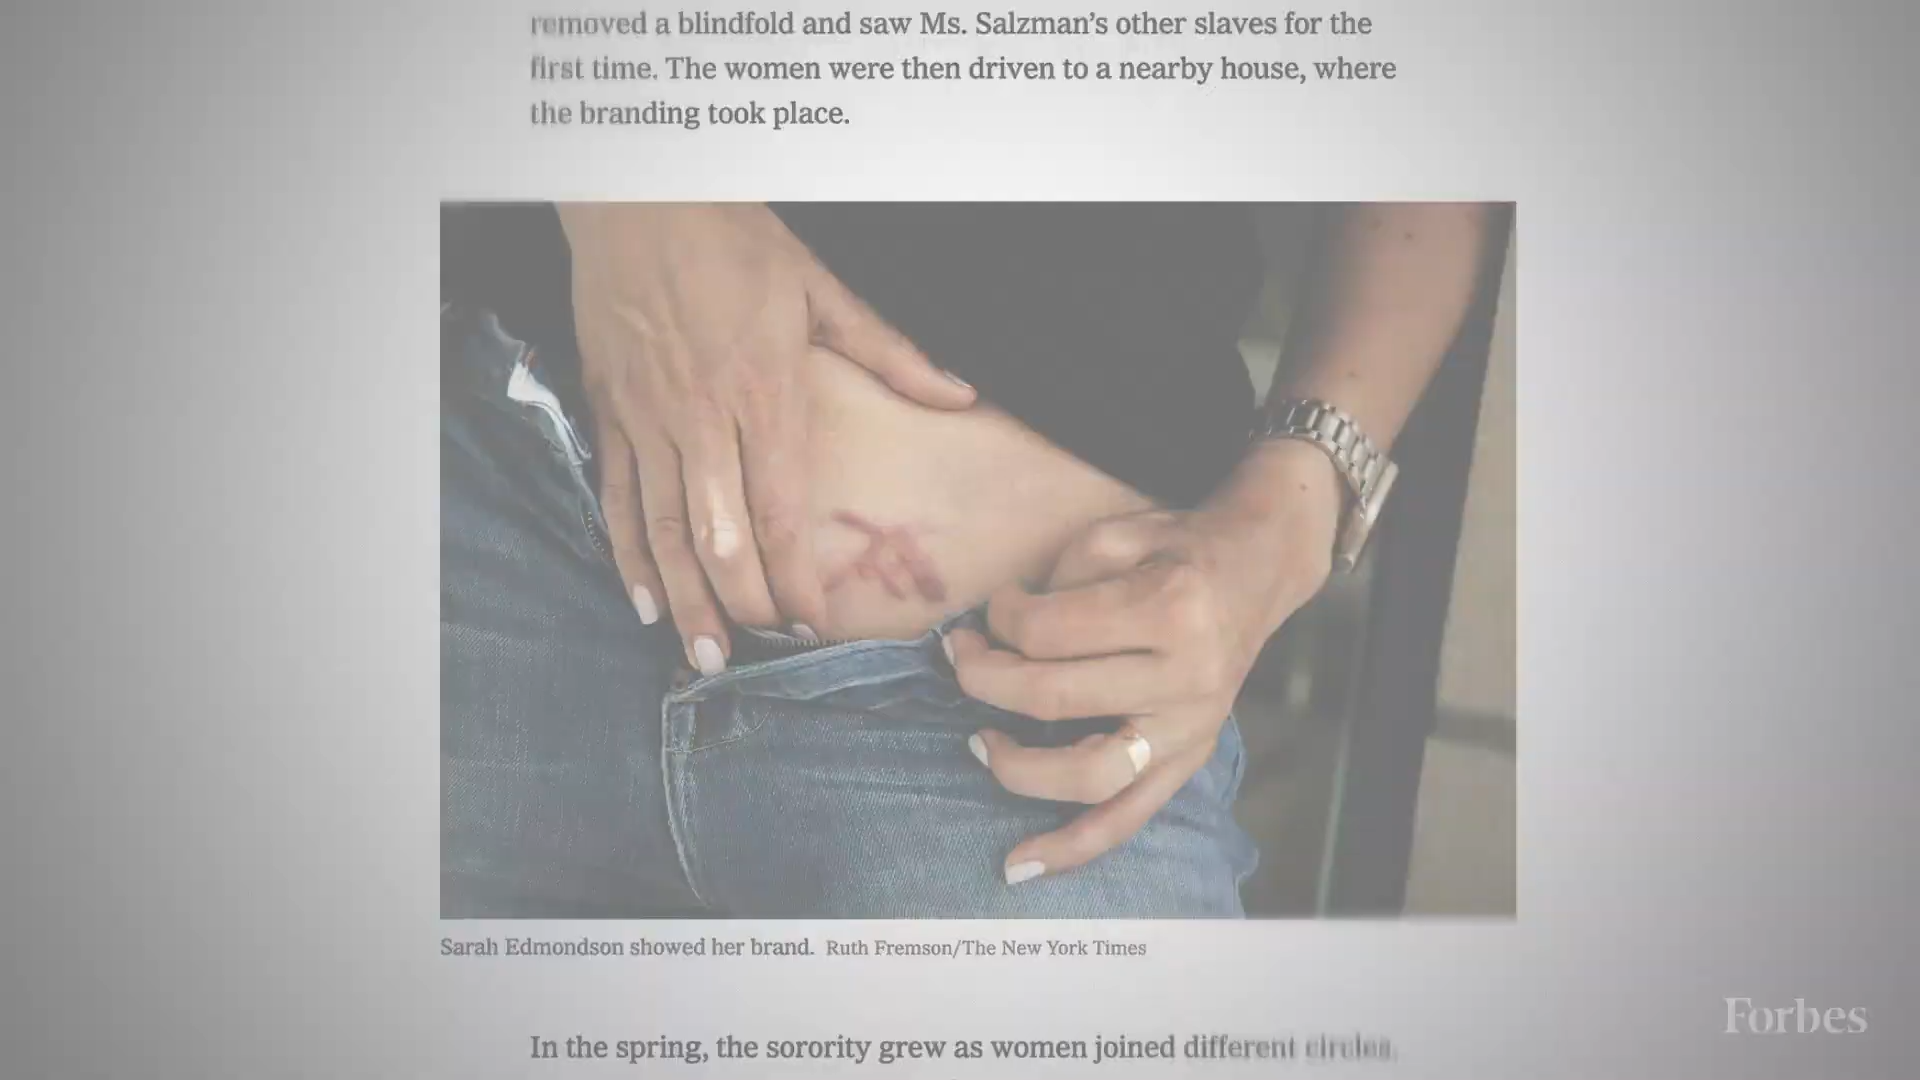 removed a blindfold and saw Ms. Salzman's other slaves for the
first time. The women were then driven to a nearby house, where
the branding took place.
Sarah Edmondson showed her brand. Ruth Fremson/The New York Times
In the spring, the sorority grew as women joined different circles,
Forbes